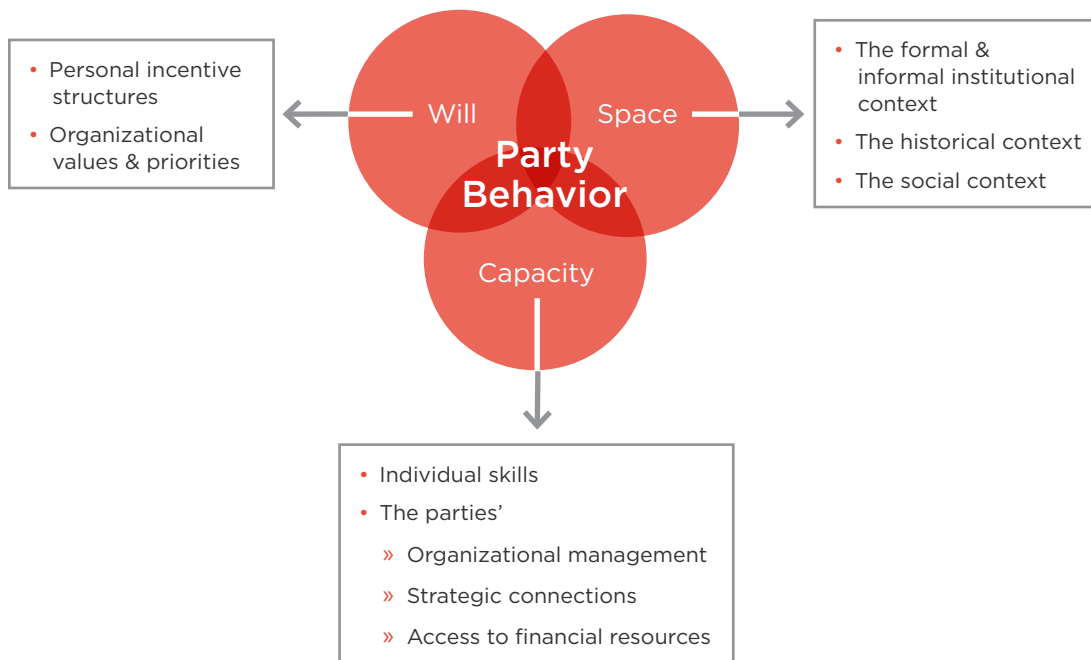 • Personal incentive
structures
• Organizational
values & priorities
Will
Space
Party
Behavior
Capacity
• The formal &
informal institutional
context
• The historical context
• The social context
• Individual skills
• The parties’
» Organizational management
» Strategic connections
» Access to financial resources